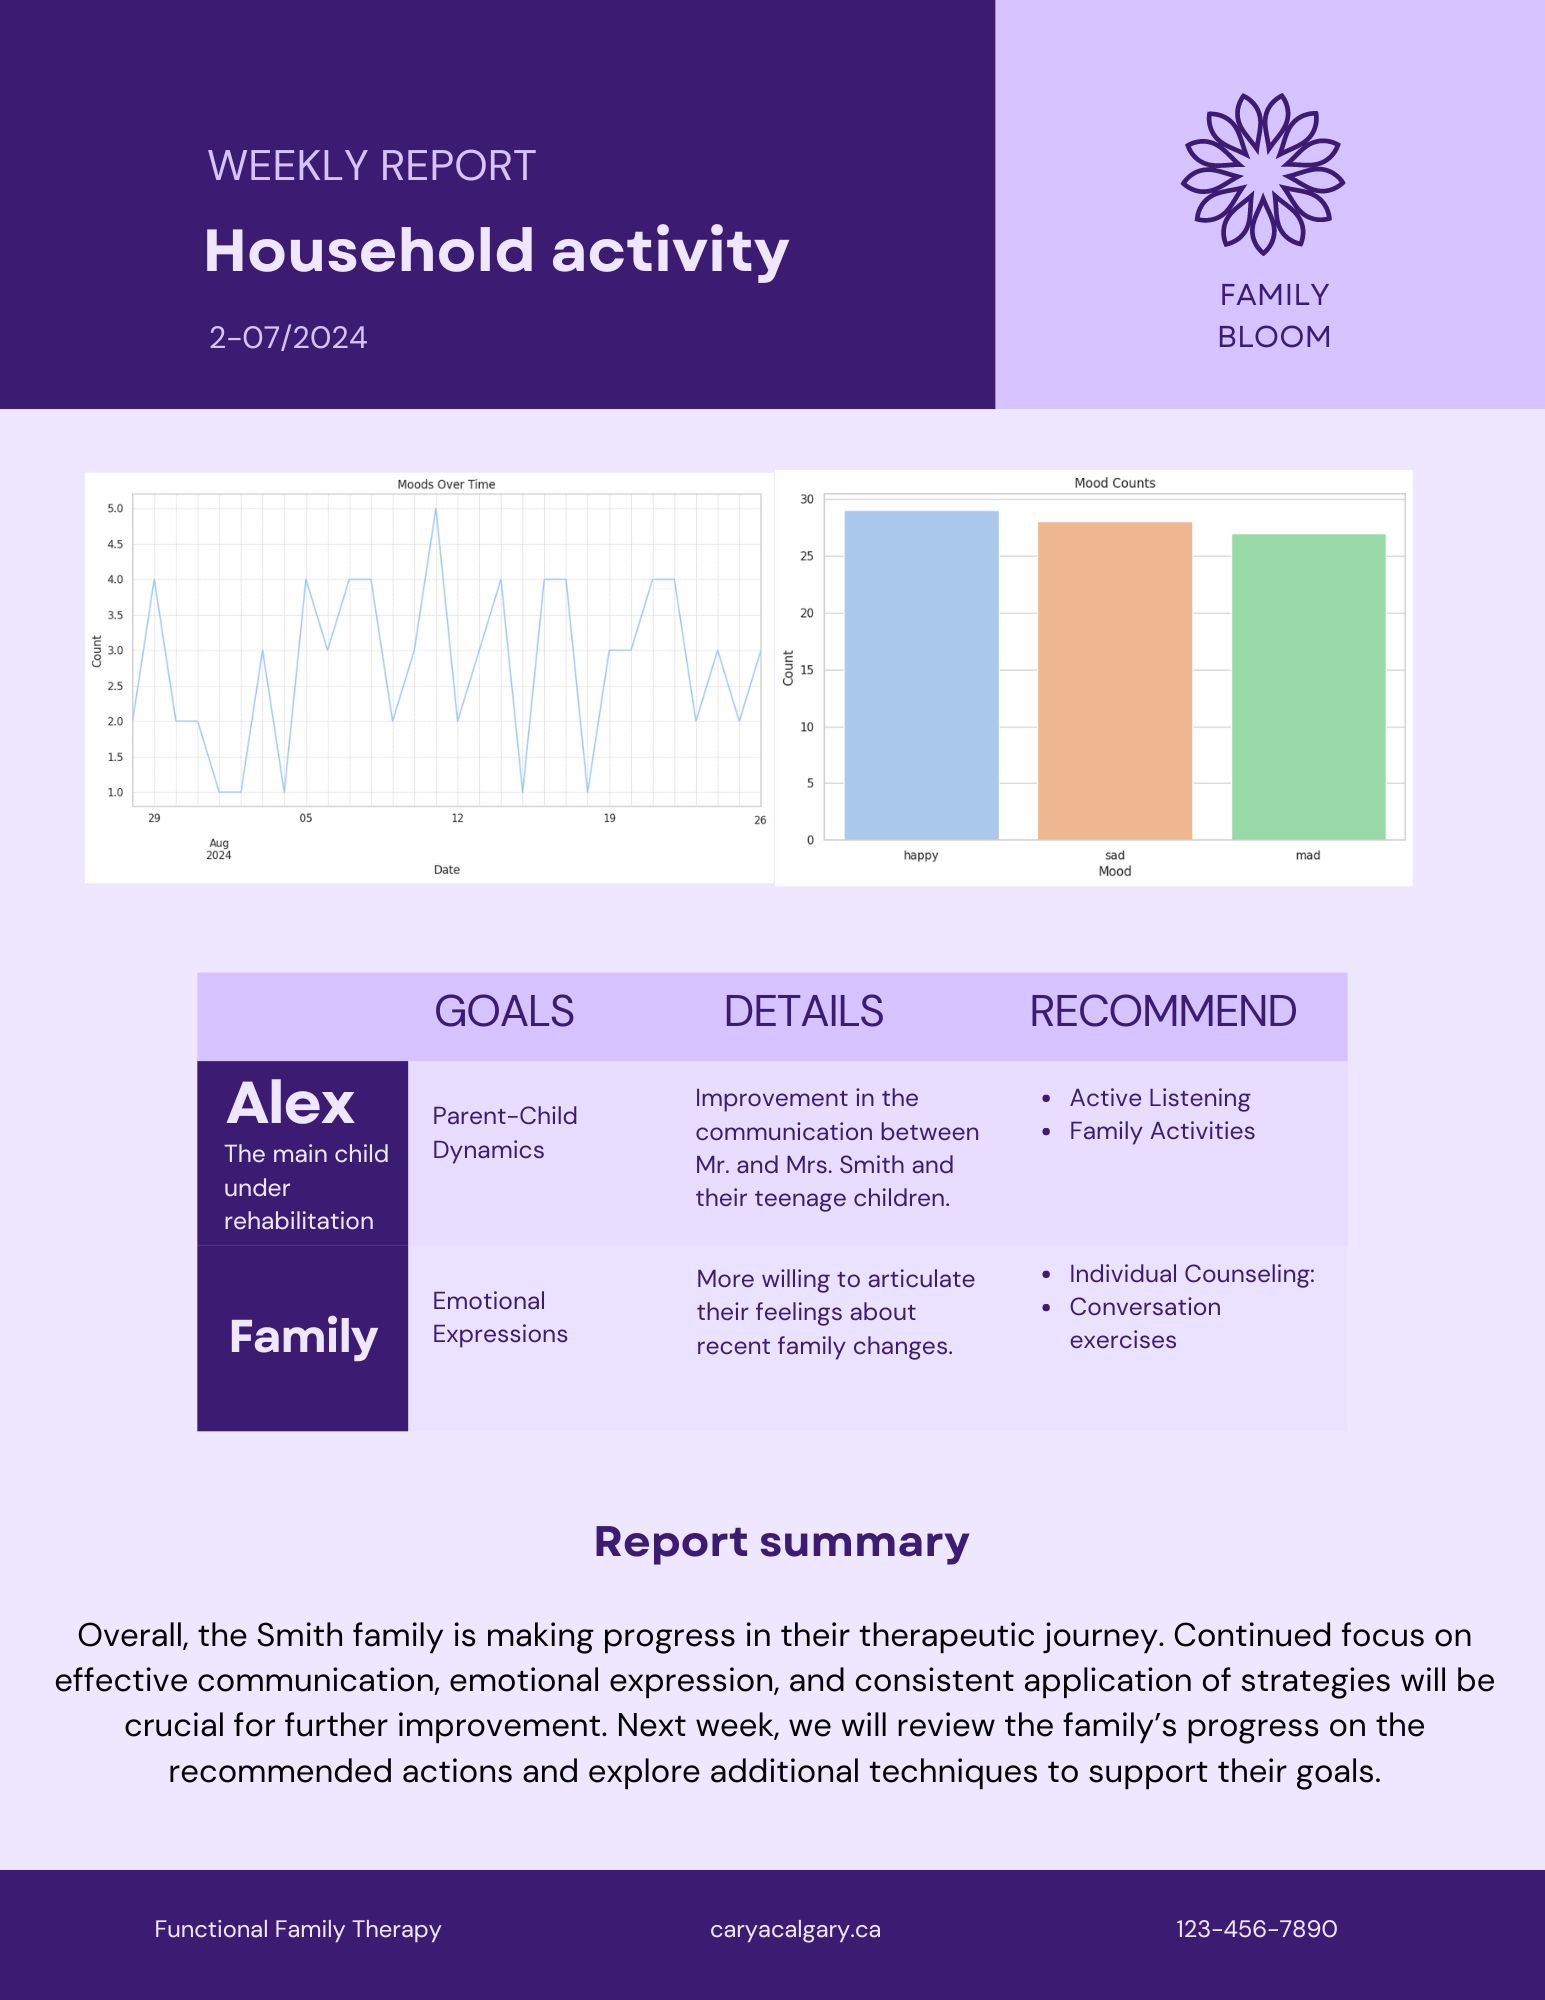 WEEKLY REPORT
Household activity
2-07/2024
FAMILY
BLOOM
Moods Over Time
5.0
4.5
4.0
3.5
3.0
2.5
2.0
1.5
1.0
Count
29
05
12
19
26
Aug
2024
Date
Mood Counts
30
25
20
15
10
5
0
Count
happy
sad
mad
Mood
GOALS
DETAILS
RECOMMEND
Alex
The main child
under
rehabilitation
Parent-Child
Dynamics
Improvement in the
communication between
Mr. and Mrs. Smith and
their teenage children.
• Active Listening
• Family Activities
Family
Emotional
Expressions
More willing to articulate
their feelings about
recent family changes.
• Individual Counseling:
• Conversation
exercises
Report summary
Overall, the Smith family is making progress in their therapeutic journey. Continued focus on
effective communication, emotional expression, and consistent application of strategies will be
crucial for further improvement. Next week, we will review the family’s progress on the
recommended actions and explore additional techniques to support their goals.
Functional Family Therapy
caryacalgary.ca
123-456-7890